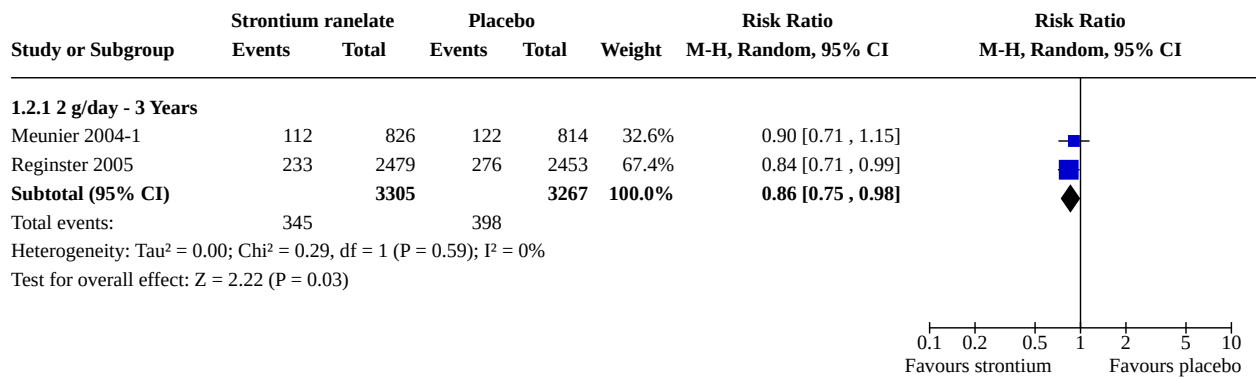 Strontium ranelate Placebo Risk Ratio Risk Ratio
Study or Subgroup Events Total Events Total Weight M-H, Random, 95% CI M-H, Random, 95% CI
1.2.1 2 g/day - 3 Years
Meunier 2004-1 112 826 122 814 32.6% 0.90 [0.71 , 1.15]
Reginster 2005 233 2479 276 2453 67.4% 0.84 [0.71 , 0.99]
Subtotal (95% CI) 3305 3267 100.0% 0.86 [0.75 , 0.98]
Total events: 345 398
Heterogeneity: Tau² = 0.00; Chi² = 0.29, df = 1 (P = 0.59); I² = 0%
Test for overall effect: Z = 2.22 (P = 0.03)
0.1 0.2 0.5 1 2 5 10
Favours strontium Favours placebo